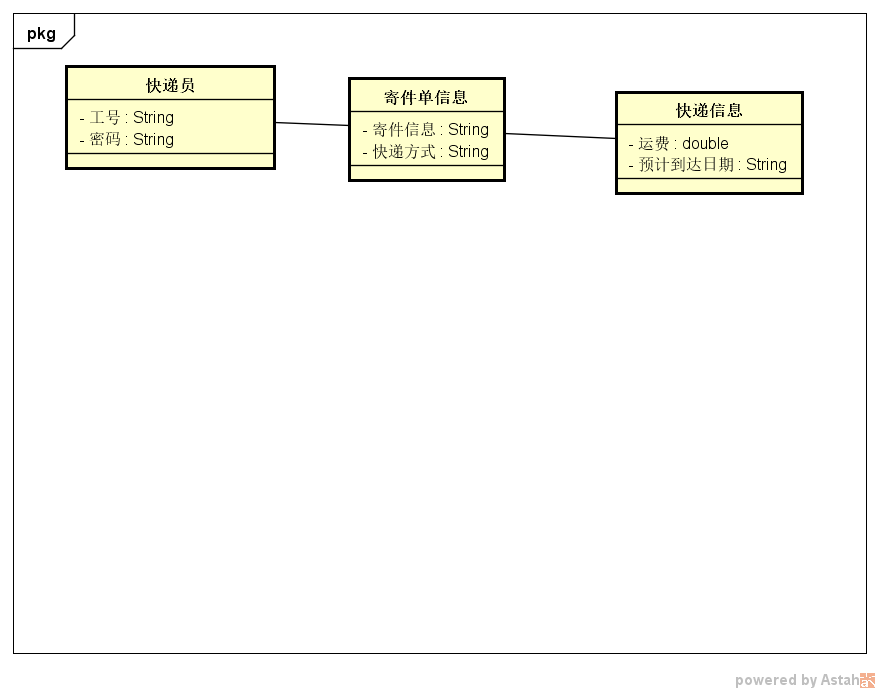 pkg
快递员
- 工号 : String
- 密码 : String
寄件单信息
- 寄件信息 : String
- 快递方式 : String
快递信息
- 运费 : double
- 预计到达日期 : String
powered by Astah